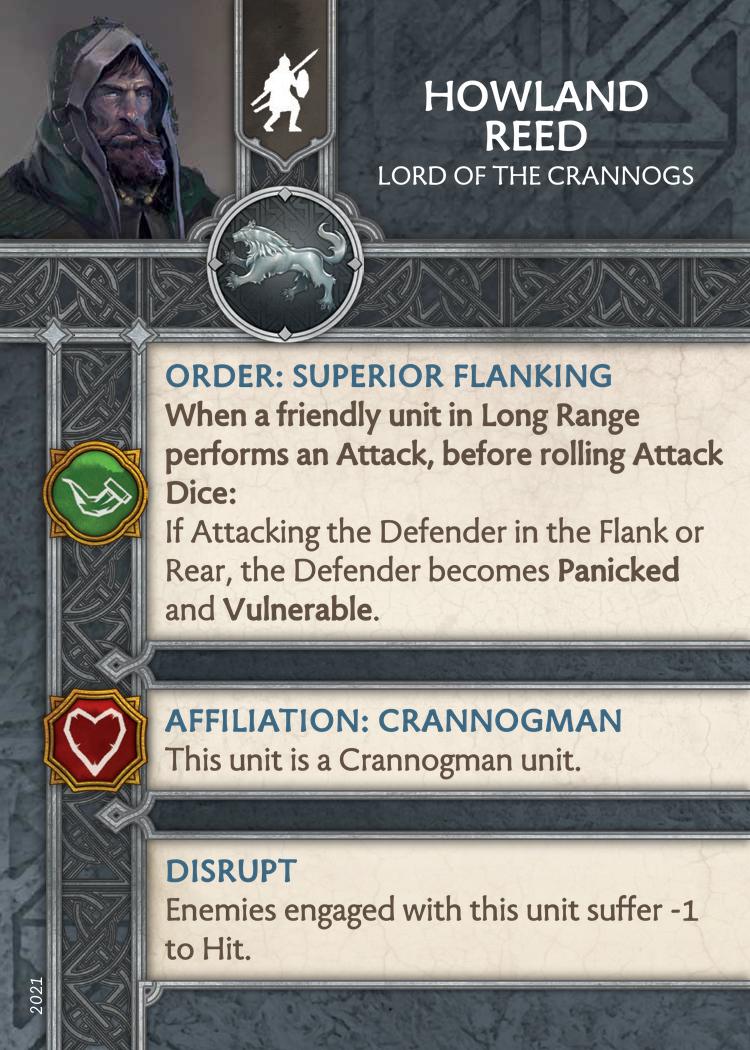 HOWLAND
REED
LORD OF THE CRANNOGS
ORDER: SUPERIOR FLANKING
When a friendly unit in Long Range
performs an Attack, before rolling Attack
Dice:
If Attacking the Defender in the Flank or
Rear, the Defender becomes Panicked
and Vulnerable.
AFFILIATION: CRANNOGMAN
This unit is a Crannogman unit.
DISRUPT
Enemies engaged with this unit suffer -1
to Hit.
2021